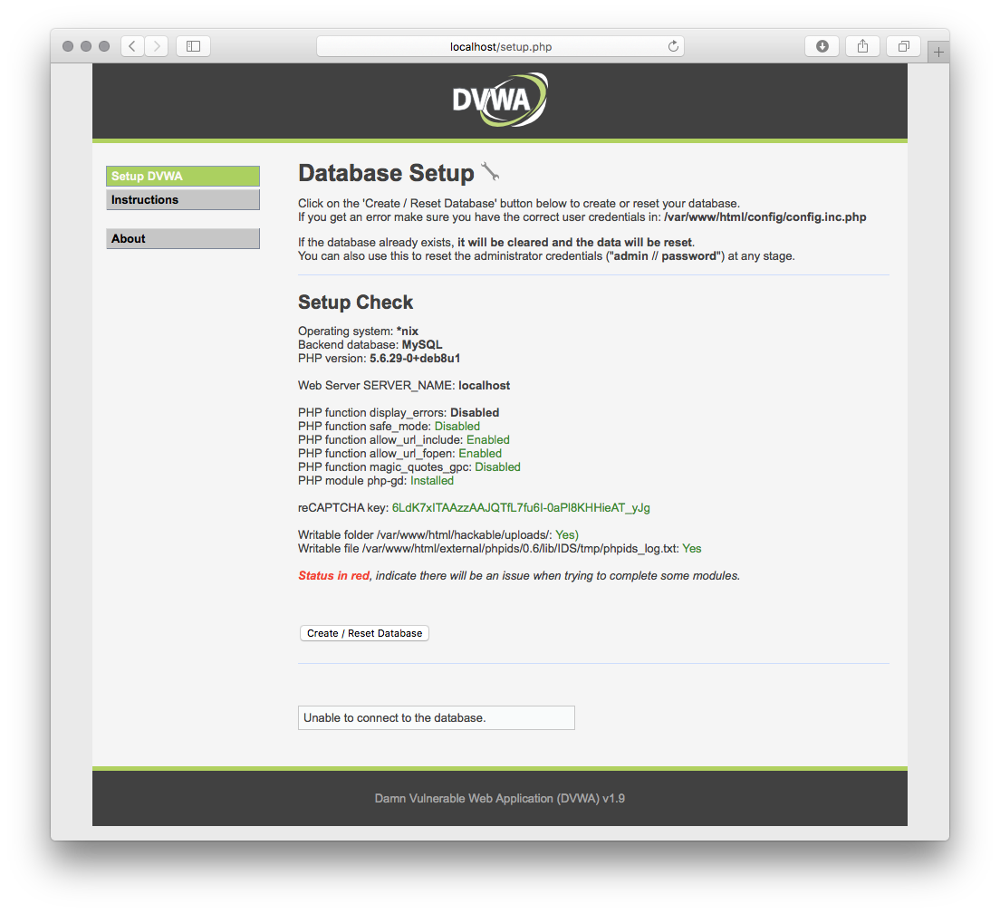 localhost/setup.php
DVWA
Setup DVWA
Instructions
About
Database Setup
Click on the 'Create / Reset Database' button below to create or reset your database.
If you get an error make sure you have the correct user credentials in: /var/www/html/config/config.inc.php
If the database already exists, it will be cleared and the data will be reset.
You can also use this to reset the administrator credentials ("admin // password") at any stage.
Setup Check
Operating system: *nix
Backend database: MySQL
PHP version: 5.6.29-0+deb8u1
Web Server SERVER_NAME: localhost
PHP function display_errors: Disabled
PHP function safe_mode: Disabled
PHP function allow_url_include: Enabled
PHP function allow_url_fopen: Enabled
PHP function magic_quotes_gpc: Disabled
PHP module php-gd: Installed
reCAPTCHA key: 6LdK7xITAAzzAAJQTfL7fu6I-0aPl8KHHieAT_yJg
Writable folder /var/www/html/hackable/uploads/: Yes)
Writable file /var/www/html/external/phpids/0.6/lib/IDS/tmp/phpids_log.txt: Yes
Status in red, indicate there will be an issue when trying to complete some modules.
Create / Reset Database
Unable to connect to the database.
Damn Vulnerable Web Application (DVWA) v1.9